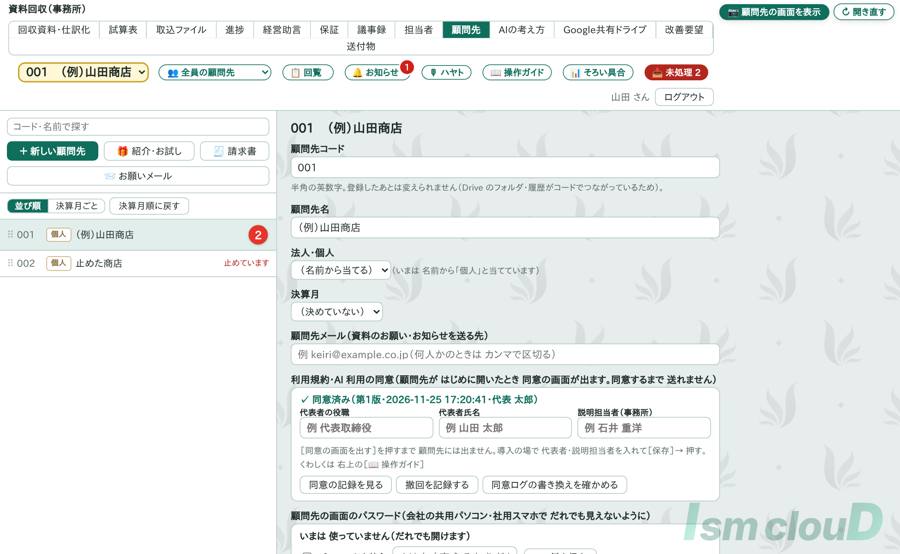 資料回収(事務所)
📷 顧問先の画面を表示
↻ 開き直す
回収資料・仕訳化 試算表 取込ファイル 進捗 経営助言 保証 議事録 担当者 顧問先 AIの考え方 Google共有ドライブ 改善要望
送付物
001 (例)山田商店
👥 全員の顧問先
📋 回覧
🔔 お知らせ 1
🎙 ハヤト
📖 操作ガイド
📊 そろい具合
📥 未処理 2
山田 さん ログアウト
コード・名前で探す
+ 新しい顧問先
🎁 紹介・お試し
🧾 請求書
📨 お願いメール
並び順 決算月ごと 決算月順に戻す
001 個人 (例)山田商店 2
002 個人 止めた商店 止めています
001 (例)山田商店
顧問先コード
001
半角の英数字。登録したあとは変えられません(Drive のフォルダ・履歴がコードでつながっているため)。
顧問先名
(例)山田商店
法人・個人
(名前から当てる) (いまは 名前から「個人」と当てています)
決算月
(決めていない)
顧問先メール(資料のお願い・お知らせを送る先)
例 keiri@example.co.jp(何人かのときは カンマで区切る)
利用規約・AI 利用の同意(顧問先が はじめに開いたとき 同意の画面が出ます。同意するまで 送れません)
✓ 同意済み(第1版・2026-11-25 17:20:41・代表 太郎)
代表者の役職 代表者氏名 説明担当者(事務所)
例 代表取締役 例 山田 太郎 例 石井 重洋
[同意の画面を出す]を押すまで 顧問先には出ません。導入の場で 代表者・説明担当者を入れて[保存]→ 押す。
くわしくは 右上の[📖 操作ガイド]
同意の記録を見る 撤回を記録する 同意ログの書き換えを確かめる
顧問先の画面のパスワード(会社の共用パソコン・社用スマホで だれでも見えないように)
いまは 使っていません(だれでも開けます)
Ism clouD